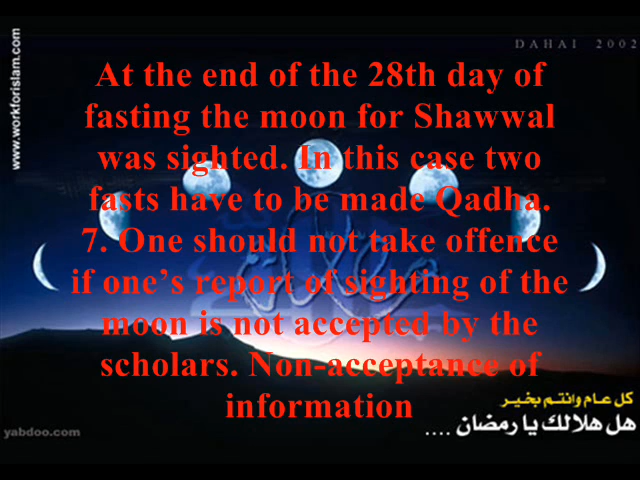 www.workforislam.com
DAHAI 2002
At the end of the 28th day of
fasting the moon for Shawwal
was sighted. In this case two
fasts have to be made Qadha.
7. One should not take offence
if one's report of sighting of the
moon is not accepted by the
scholars. Non-acceptance of
information
كل عـام وانتـم بخيـر
هل هلالك يا رمضان ....
yabdoo.com